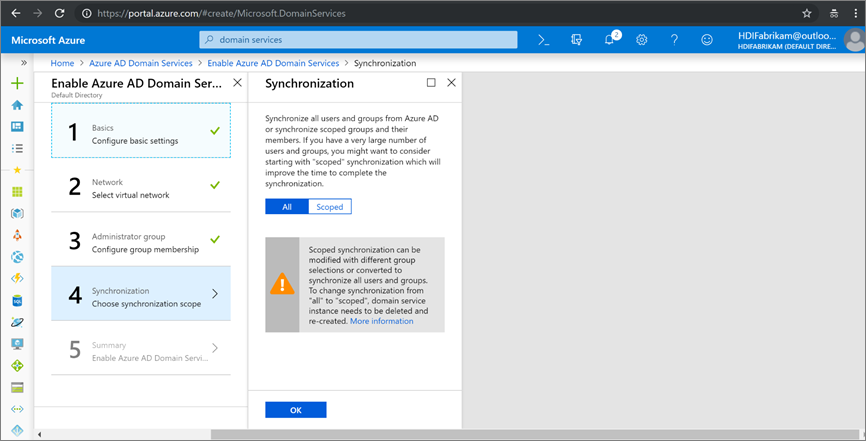 https://portal.azure.com/#create/Microsoft.DomainServices
Microsoft Azure
domain services
2
HDIFabrikam@outloo...
HDIFABRIKAM (DEFAULT DIRE...
Home > Azure AD Domain Services > Enable Azure AD Domain Services > Synchronization
Enable Azure AD Domain Ser...
Default Directory
1
Basics
Configure basic settings
2
Network
Select virtual network
3
Administrator group
Configure group membership
4
Synchronization
Choose synchronization scope
5
Summary
Enable Azure AD Domain Servi...
Synchronization
Synchronize all users and groups from Azure AD
or synchronize scoped groups and their
members. If you have a very large number of
users and groups, you might want to consider
starting with "scoped" synchronization which will
improve the time to complete the
synchronization.
All Scoped
Scoped synchronization can be
modified with different group
selections or converted to
synchronize all users and groups.
To change synchronization from
"all" to "scoped", domain service
instance needs to be deleted and
re-created. More information
OK
SQL